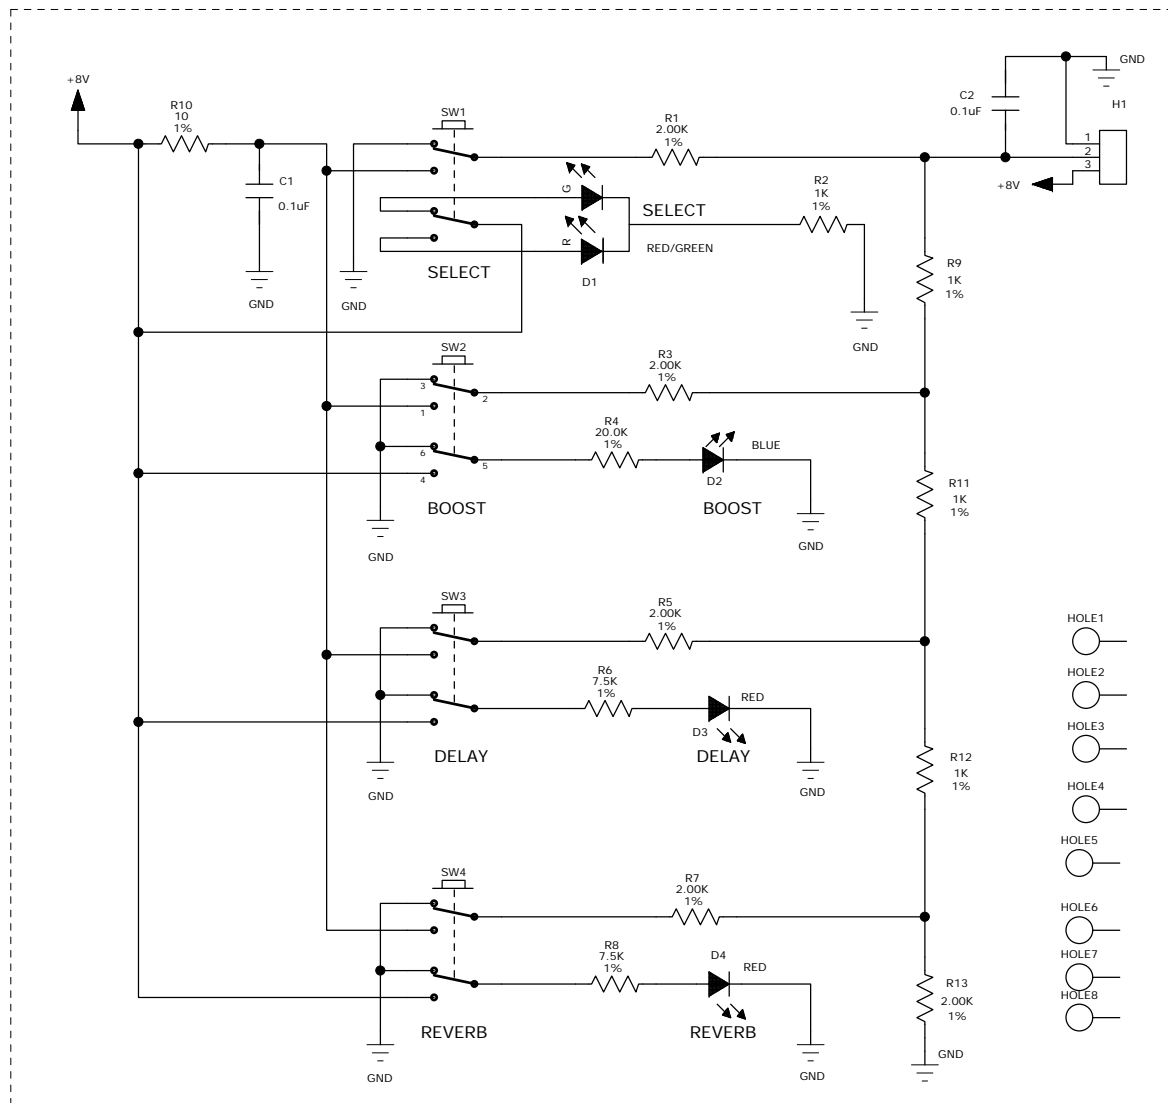 +8V
R10
10
1%
C1
0.1uF
GND
SW1
GND
SELECT
R1
2.00K
1%
G
R
D1
SELECT
RED/GREEN
R2
1K
1%
GND
C2
0.1uF
GND
H1
1
2
3
+8V
R9
1K
1%
SW2
3
1
2
6
4
5
GND
BOOST
R3
2.00K
1%
R4
20.0K
1%
BLUE
D2
BOOST
GND
R11
1K
1%
SW3
GND
DELAY
R5
2.00K
1%
R6
7.5K
1%
RED
D3
DELAY
GND
R12
1K
1%
SW4
GND
REVERB
R7
2.00K
1%
R8
7.5K
1%
D4
RED
REVERB
GND
R13
2.00K
1%
GND
HOLE1
HOLE2
HOLE3
HOLE4
HOLE5
HOLE6
HOLE7
HOLE8